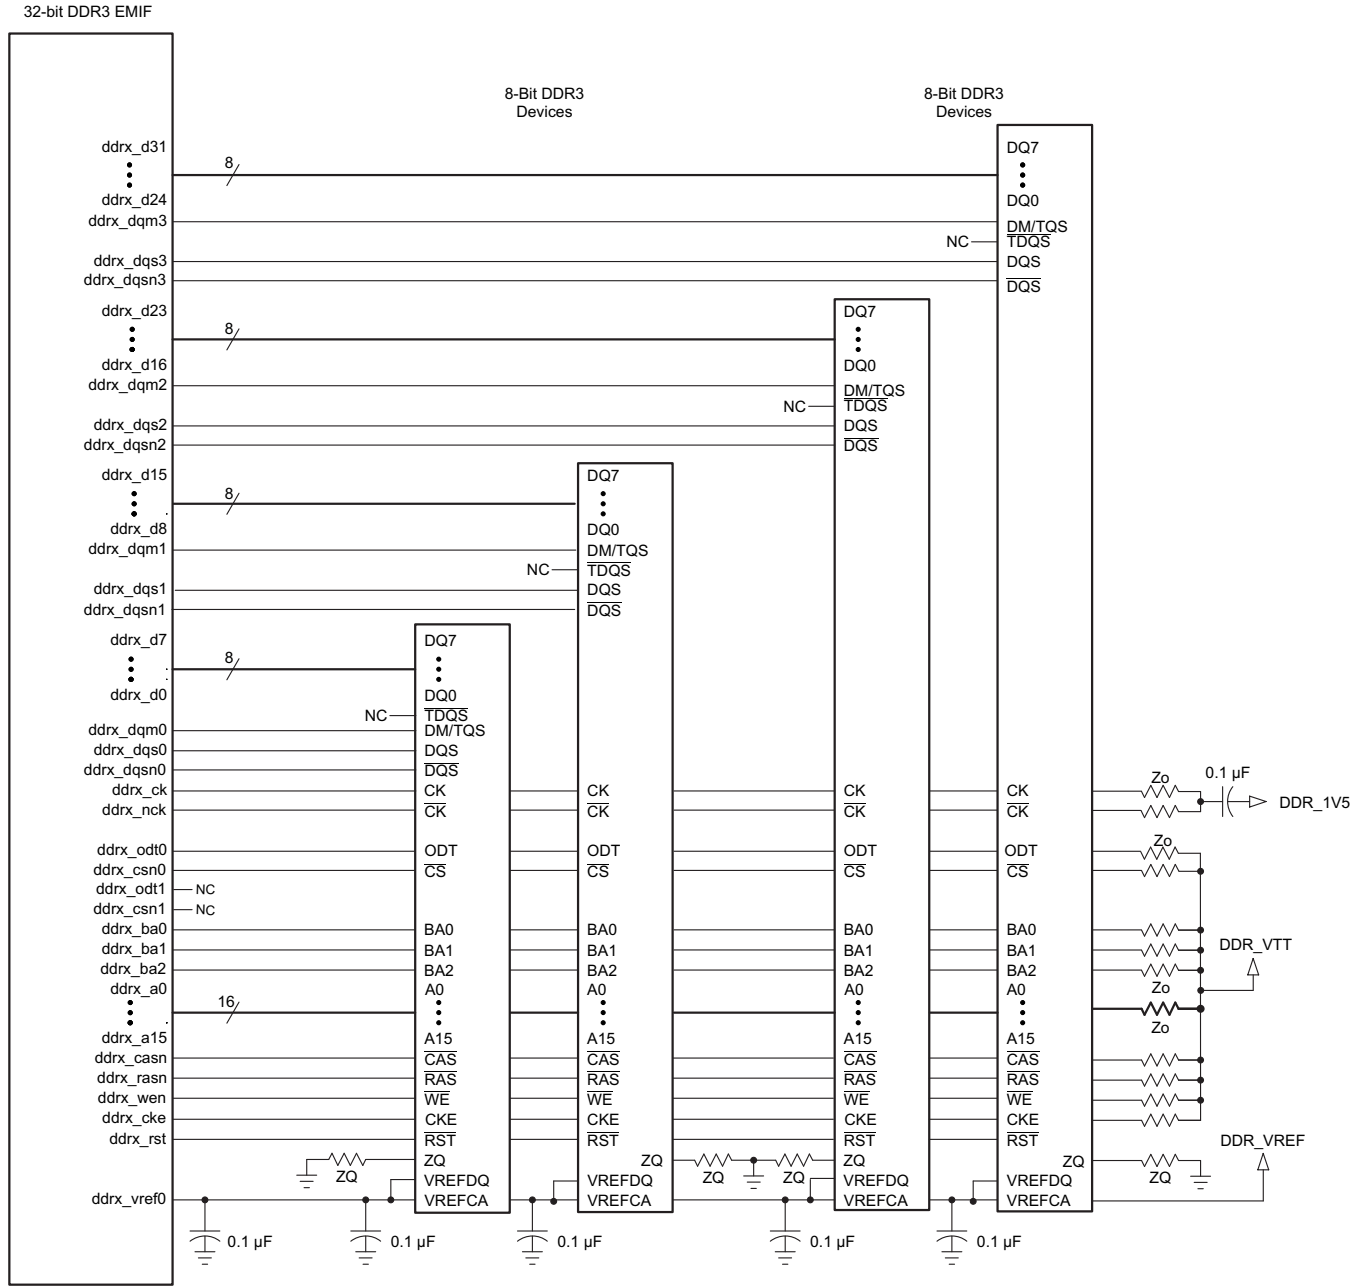 32-bit DDR3 EMIF
8-Bit DDR3
Devices
8-Bit DDR3
Devices
ddrx_d31
8
DQ7
ddrx_d24
DQ0
ddrx_dqm3
DM/TQS
NC
TDQS
ddrx_dqs3
DQS
ddrx_dqsn3
DQS
ddrx_d23
8
DQ7
ddrx_d16
DQ0
ddrx_dqm2
DM/TQS
NC
TDQS
ddrx_dqs2
DQS
ddrx_dqsn2
DQS
ddrx_d15
8
DQ7
ddrx_d8
DQ0
ddrx_dqm1
DM/TQS
NC
TDQS
ddrx_dqs1
DQS
ddrx_dqsn1
DQS
ddrx_d7
8
DQ7
ddrx_d0
DQ0
NC
TDQS
ddrx_dqm0
DM/TQS
ddrx_dqs0
DQS
ddrx_dqsn0
DQS
ddrx_ck
CK
CK
CK
CK
Zo
0.1 µF
DDR_1V5
ddrx_nck
CK
CK
CK
CK
ddrx_odt0
ODT
ODT
ODT
ODT
Zo
ddrx_csn0
CS
CS
CS
CS
ddrx_odt1
NC
ddrx_csn1
NC
ddrx_ba0
BA0
BA0
BA0
BA0
ddrx_ba1
BA1
BA1
BA1
BA1
DDR_VTT
ddrx_ba2
BA2
BA2
BA2
BA2
ddrx_a0
A0
A0
A0
A0
Zo
16
Zo
ddrx_a15
A15
A15
A15
A15
ddrx_casn
CAS
CAS
CAS
CAS
ddrx_rasn
RAS
RAS
RAS
RAS
ddrx_wen
WE
WE
WE
WE
ddrx_cke
CKE
CKE
CKE
CKE
ddrx_rst
RST
RST
RST
RST
DDR_VREF
ZQ
ZQ
ZQ
ZQ
ZQ
ZQ
ZQ
ZQ
VREFDQ
VREFDQ
VREFDQ
VREFDQ
ddrx_vref0
VREFCA
VREFCA
VREFCA
VREFCA
0.1 µF
0.1 µF
0.1 µF
0.1 µF
0.1 µF